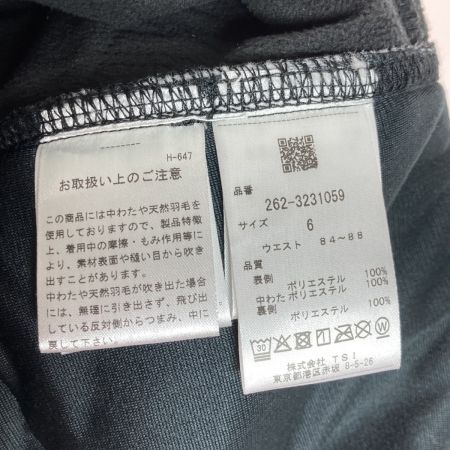 H-647
お取扱い上のご注意
この商品には中わたや天然羽毛を
使用しておりますので、製品特徴
上、着用中の摩擦・もみ作用等に
より、素材表面や縫い目から吹き
出すことがあります。
中わたや天然羽毛が吹き出た場合
には、無理に引き出さず、飛び出
している反対側からつまみ、中に
戻して下さい。
品番
262-3231059
サイズ 6
ウエスト 84~88
品質
表側 ポリエステル 100%
中わた ポリエステル 100%
裏側
ポリエステル 100%
30
W
株式会社 TSI
東京都港区赤坂 8-5-26